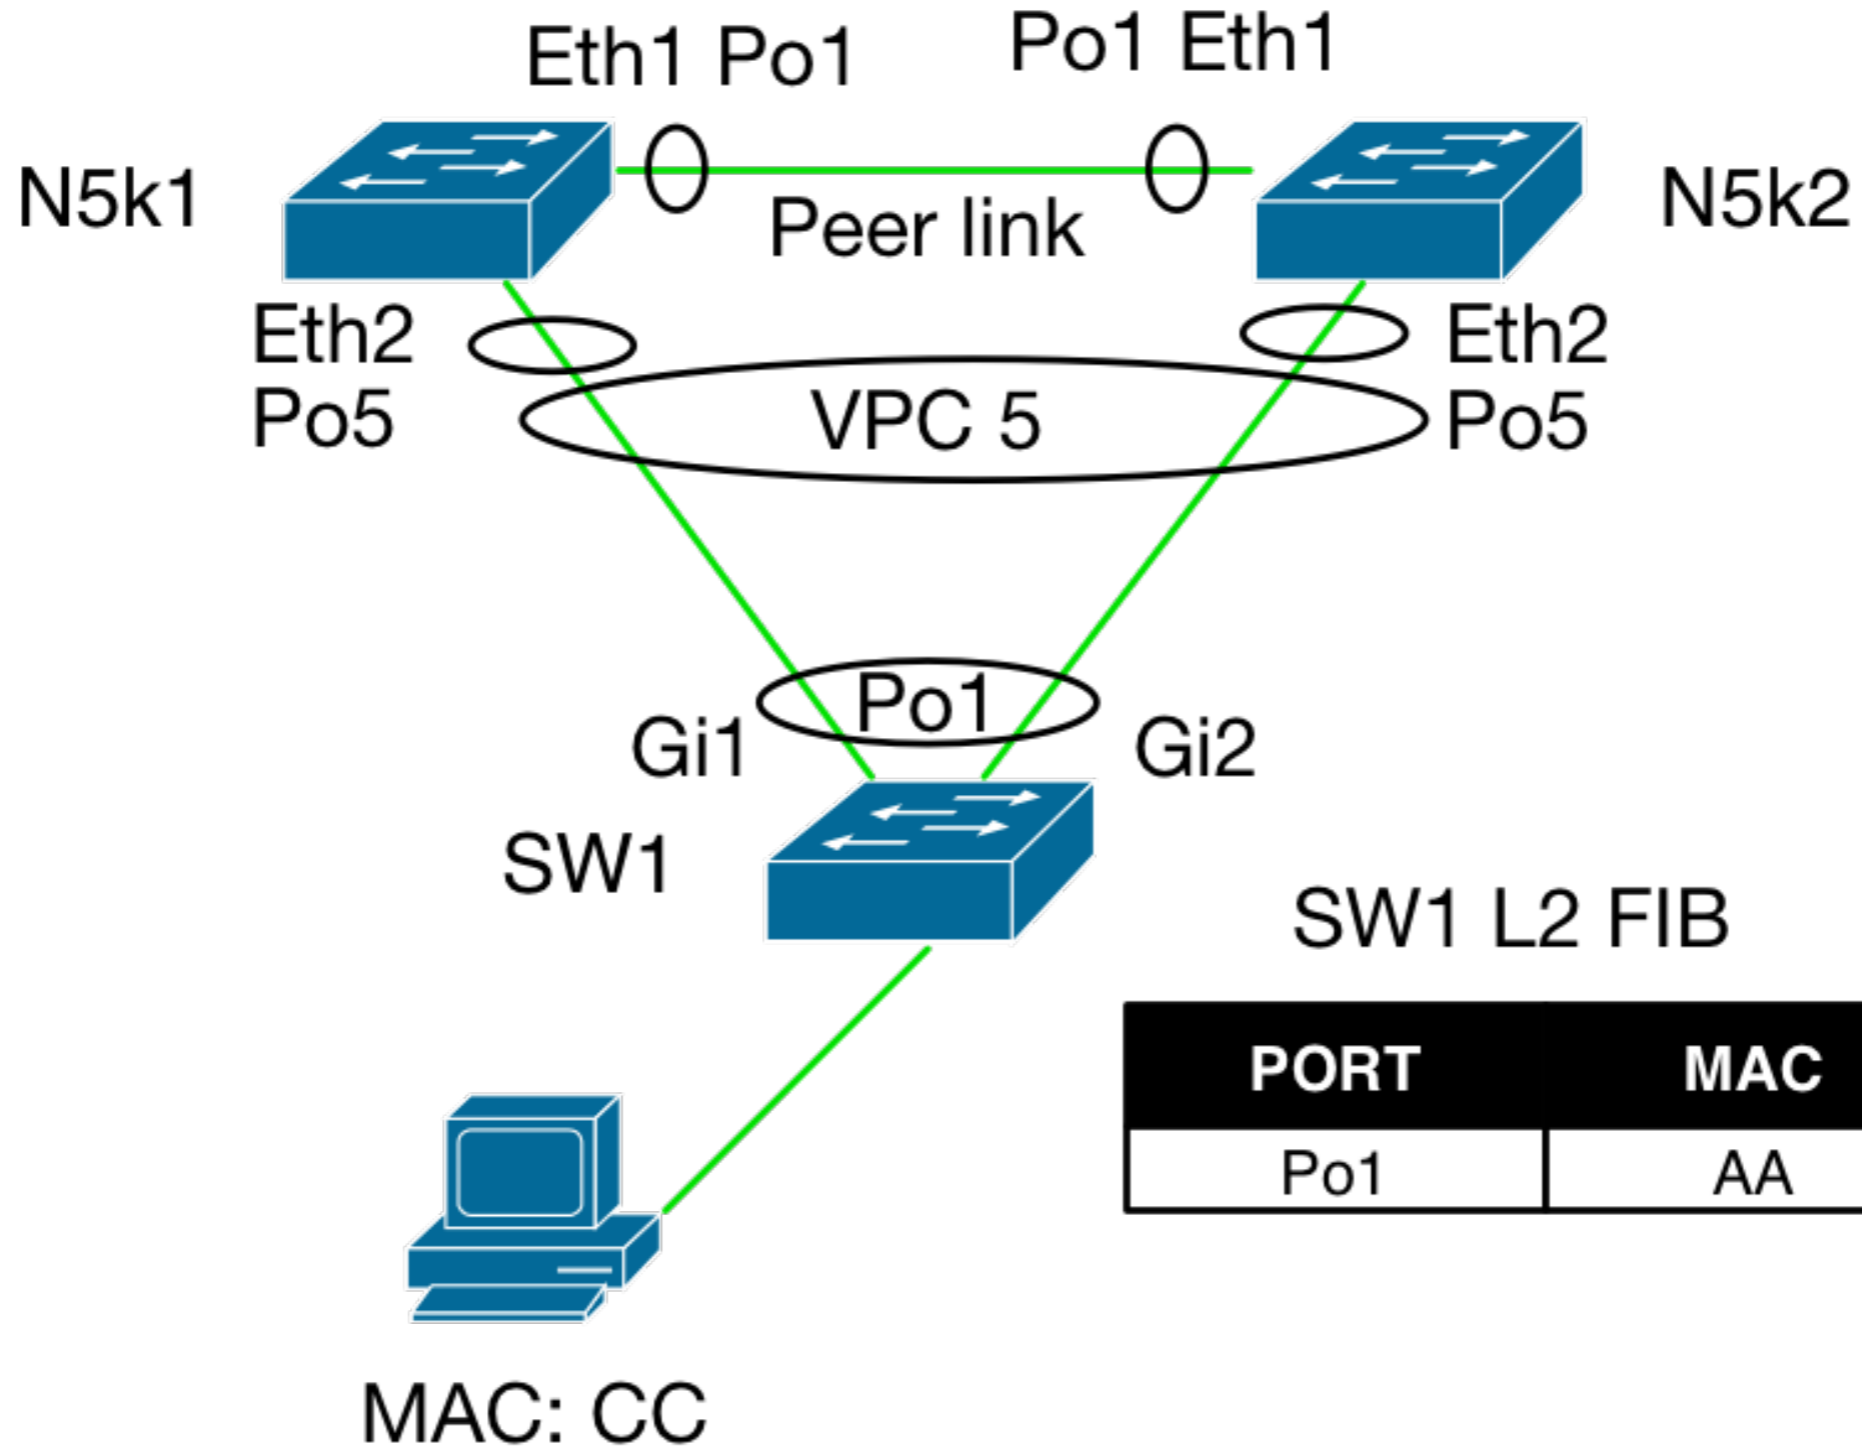 Eth1 Po1
Po1 Eth1
N5k1
Peer link
N5k2
Eth2
Po5
VPC 5
Eth2
Po5
Po1
Gi1
Gi2
SW1
SW1 L2 FIB
PORT MAC
Po1 AA
MAC: CC